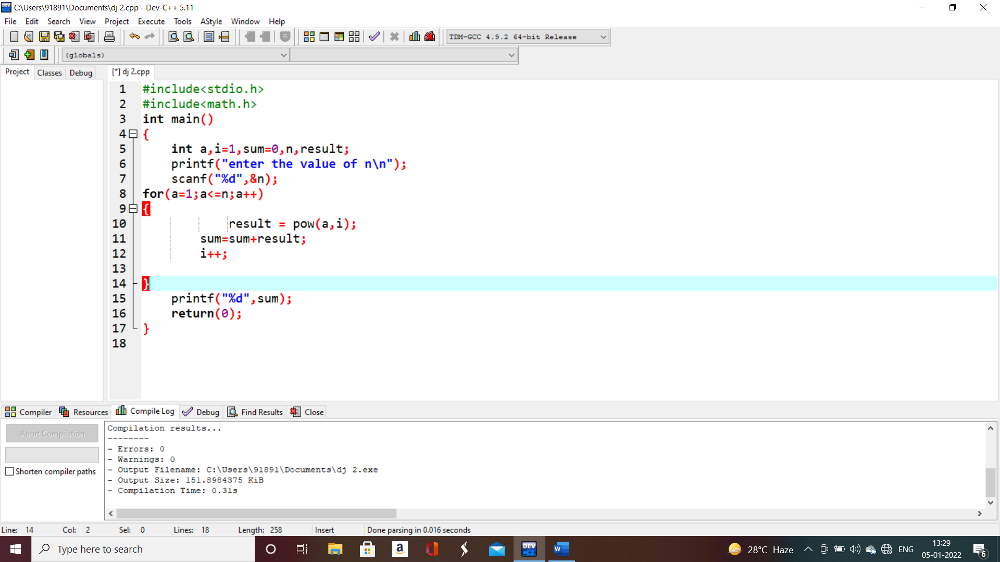 C:\Users\91891\Documents\dj 2.cpp - Dev-C++ 5.11
File Edit Search View Project Execute Tools AStyle Window Help
TDM-GCC 4.9.2 64-bit Release
(globals)
Project Classes Debug [*] dj 2.cpp
1 #include<stdio.h>
2 #include<math.h>
3 int main()
4 {
5 int a,i=1,sum=0,n,result;
6 printf("enter the value of n\n");
7 scanf("%d",&n);
8 for(a=1;a<=n;a++)
9 {
10 result = pow(a,i);
11 sum=sum+result;
12 i++;
13
14 }
15 printf("%d",sum);
16 return(0);
17 }
18
Compiler Resources Compile Log Debug Find Results Close
Abort Compilation
Shorten compiler paths
Compilation results...
--------
- Errors: 0
- Warnings: 0
- Output Filename: C:\Users\91891\Documents\dj 2.exe
- Output Size: 151.8984375 KiB
- Compilation Time: 0.31s
Line: 14 Col: 2 Sel: 0 Lines: 18 Length: 258 Insert Done parsing in 0.016 seconds
Type here to search
a
DEV
W
28°C Haze
ENG
13:29
05-01-2022
6